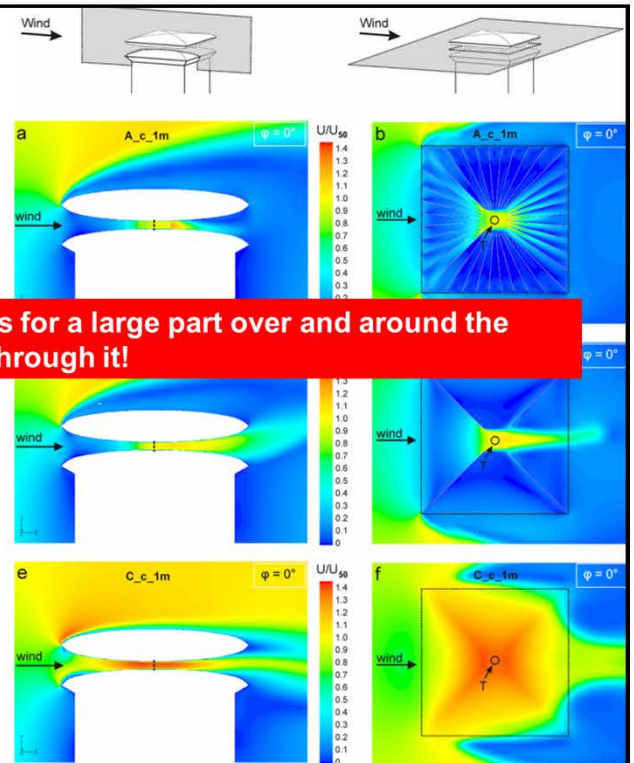 Wind
Wind
a
A_c_1m
φ = 0°
U/U50
1.4
1.3
1.2
1.1
1.0
0.9
0.8
0.7
0.6
0.5
0.4
0.3
0.2
wind
b
A_c_1m
φ = 0°
wind
T
s for a large part over and around the
hrough it!
φ = 0°
1.3
1.2
1.1
1.0
0.9
0.8
0.7
0.6
0.5
0.4
0.3
0.2
0.1
0
wind
wind
T
e
C_c_1m
φ = 0°
U/U50
1.4
1.3
1.2
1.1
1.0
0.9
0.8
0.7
0.6
0.5
0.4
0.3
0.2
0.1
0
wind
f
C_c_1m
φ = 0°
wind
T